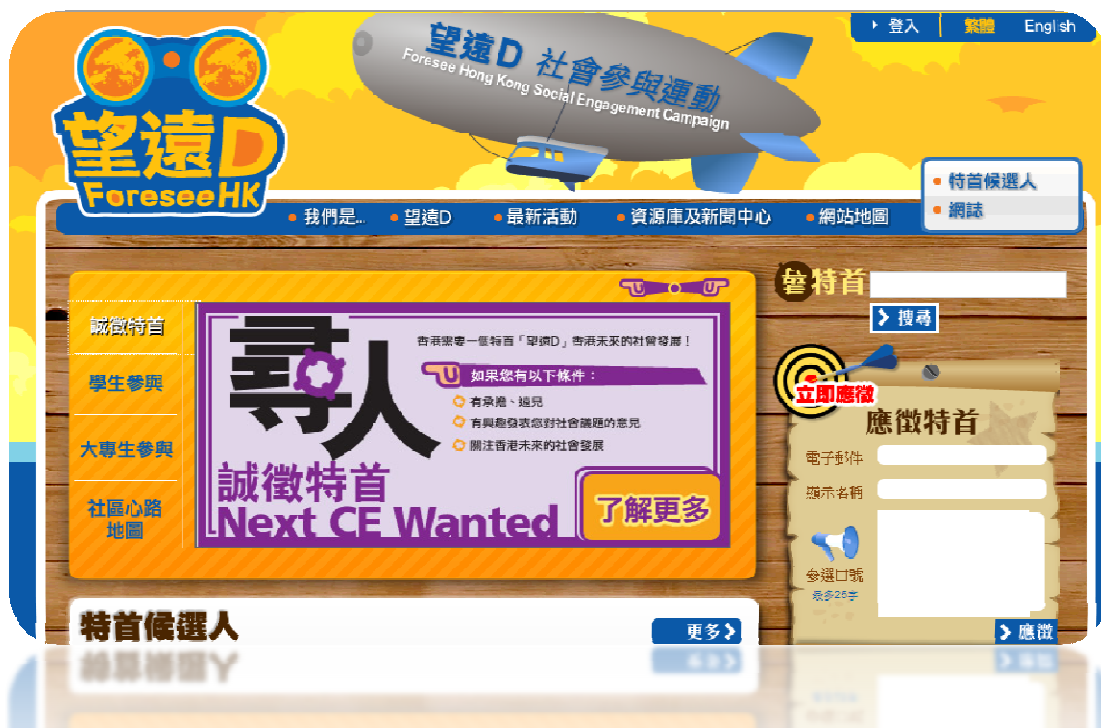 登入
繁體
English
望遠D 社會參與運動
Foresee Hong Kong Social Engagement Campaign
望遠D
ForeseeHK
特首候選人
網誌
我們是...
望遠D
最新活動
資源庫及新聞中心
網站地圖
誠徵特首
學生參與
大專生參與
社區心路
地圖
尋人
香港需要一個特首「望遠D」香港未來的社會發展！
如果您有以下條件：
有承擔、遠見
有興趣發表您對社會議題的意見
關注香港未來的社會發展
誠徵特首
Next CE Wanted
了解更多
特首
搜尋
立即應徵
應徵特首
電子郵件
顯示名稱
參選口號
最多25字
應徵
特首候選人
更多